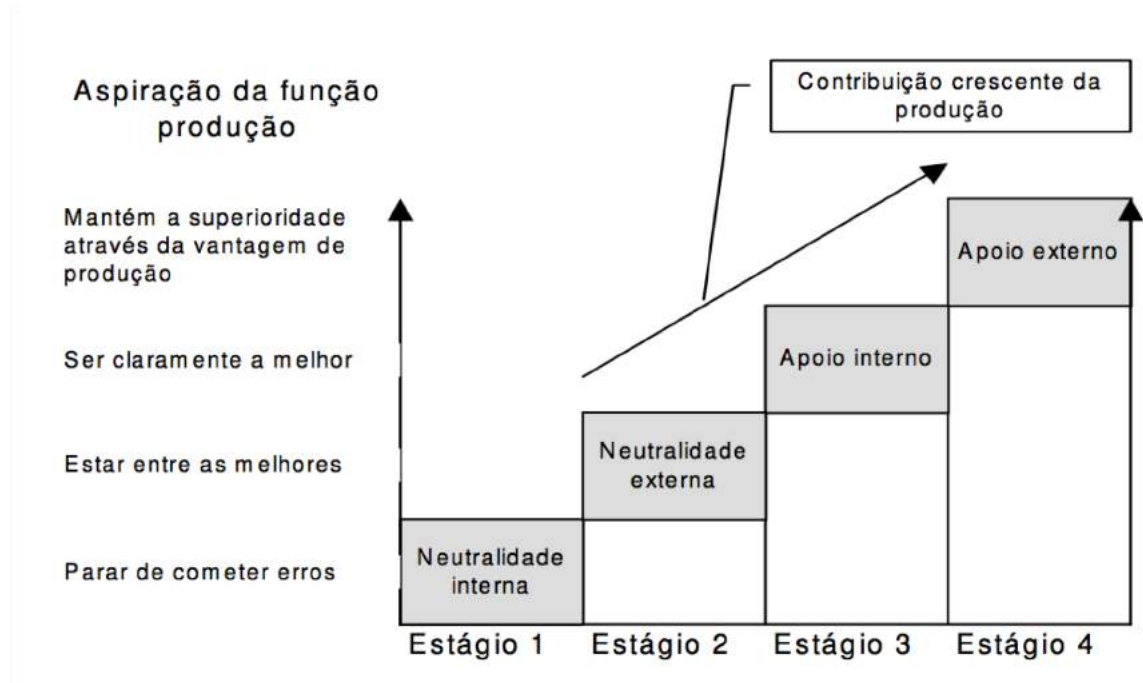 Aspiração da função
produção
Contribuição crescente da
produção
Mantém a superioridade
através da vantagem de
produção
Apoio externo
Ser claramente a melhor
Apoio interno
Estar entre as melhores
Neutralidade
externa
Parar de cometer erros
Neutralidade
interna
Estágio 1
Estágio 2
Estágio 3
Estágio 4